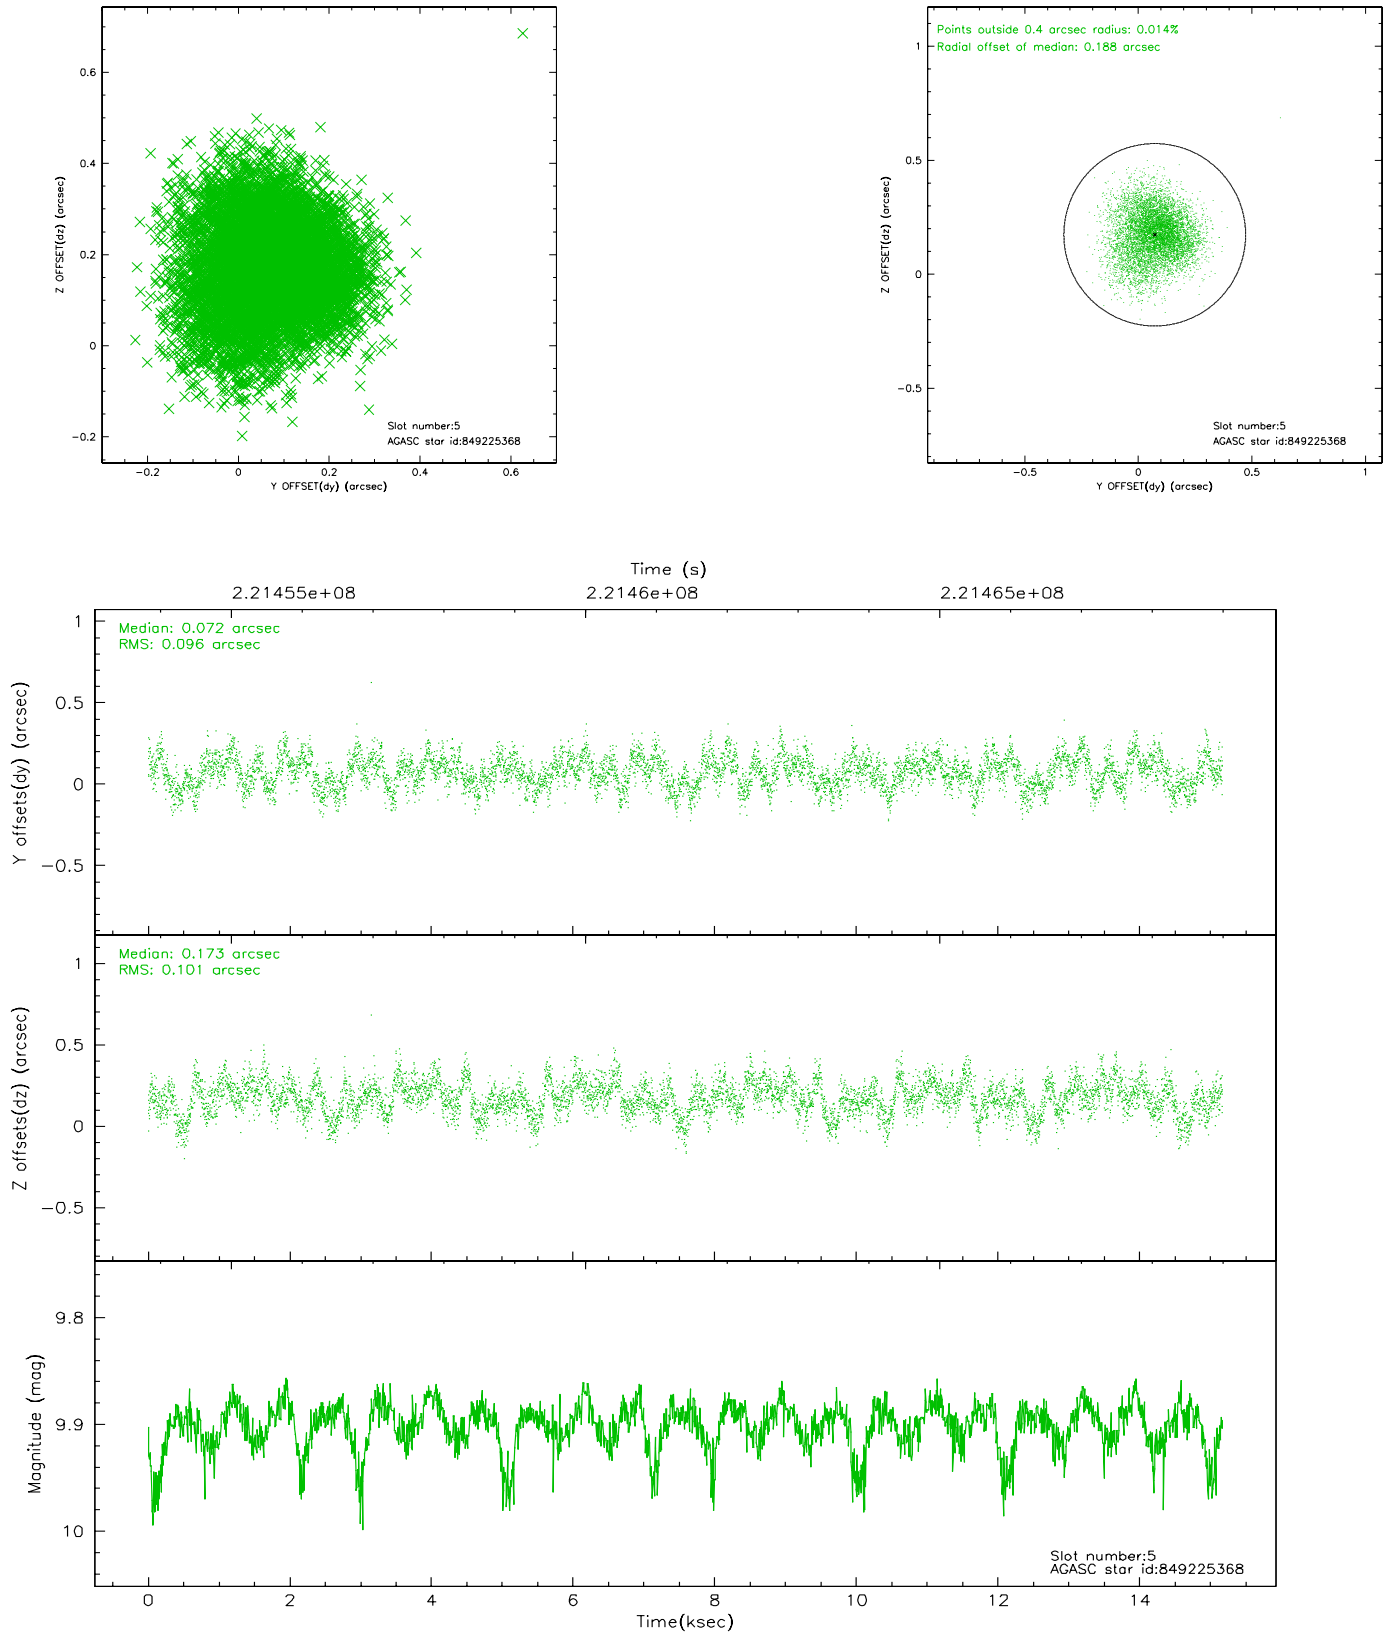 0.6
0.4
0.2
0
−0.2
Z OFFSET(dz) (arcsec)
−0.2 0 0.2 0.4 0.6
Y OFFSET(dy) (arcsec)
Slot number:5
AGASC star id:849225368
Points outside 0.4 arcsec radius: 0.014%
Radial offset of median: 0.188 arcsec
1
0.5
0
−0.5
Z OFFSET(dz) (arcsec)
−0.5 0 0.5 1
Y OFFSET(dy) (arcsec)
Slot number:5
AGASC star id:849225368
Time (s)
2.21455e+08 2.2146e+08 2.21465e+08
Median: 0.072 arcsec
RMS: 0.096 arcsec
1
0.5
0
−0.5
Y offsets(dy) (arcsec)
Median: 0.173 arcsec
RMS: 0.101 arcsec
1
0.5
0
−0.5
Z offsets(dz) (arcsec)
9.8
9.9
10
Magnitude (mag)
Slot number:5
AGASC star id:849225368
0 2 4 6 8 10 12 14
Time(ksec)